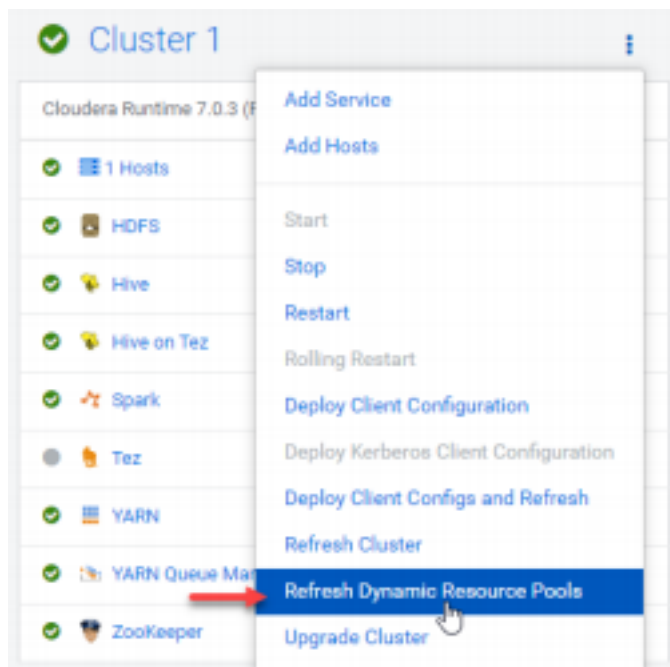 Cluster 1
Cloudera Runtime 7.0.3 (
1 Hosts
HDFS
Hive
Hive on Tez
Spark
Tez
YARN
YARN Queue Ma
ZooKeeper
Add Service
Add Hosts
Start
Stop
Restart
Rolling Restart
Deploy Client Configuration
Deploy Kerberos Client Configuration
Deploy Client Configs and Refresh
Refresh Cluster
Refresh Dynamic Resource Pools
Upgrade Cluster